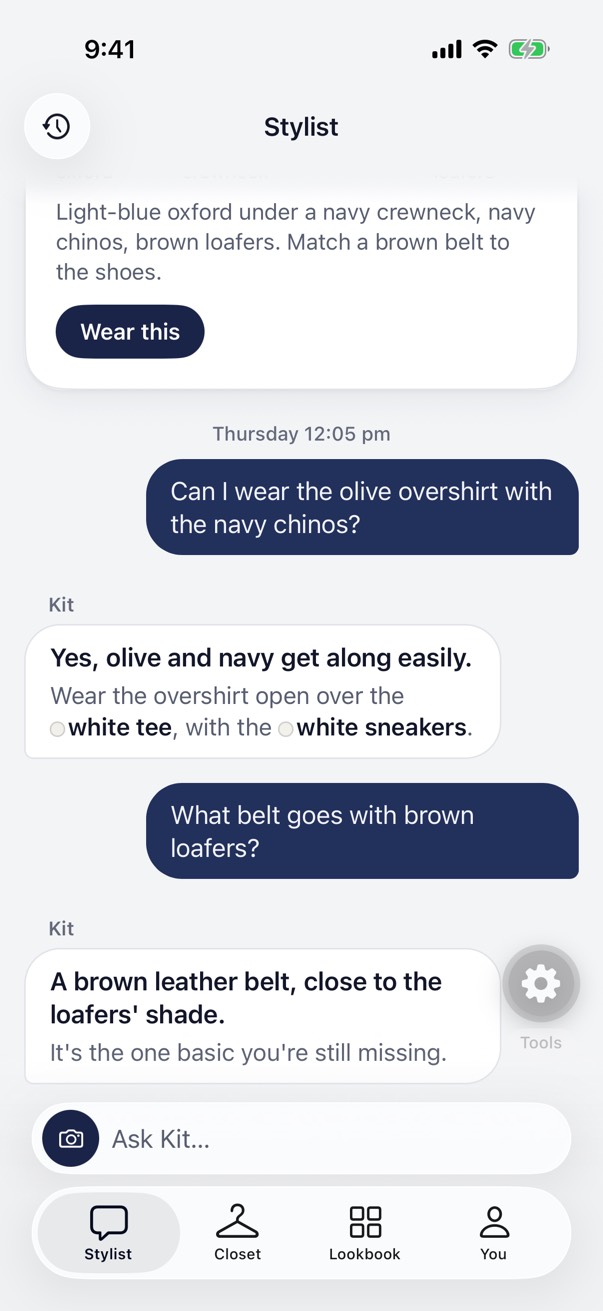 9:41
Stylist
Light-blue oxford under a navy crewneck, navy
chinos, brown loafers. Match a brown belt to
the shoes.
Wear this
Thursday 12:05 pm
Can I wear the olive overshirt with
the navy chinos?
Kit
Yes, olive and navy get along easily.
Wear the overshirt open over the
white tee, with the white sneakers.
What belt goes with brown
loafers?
Kit
A brown leather belt, close to the
loafers' shade.
It's the one basic you're still missing.
Tools
Ask Kit...
Stylist
Closet
Lookbook
You